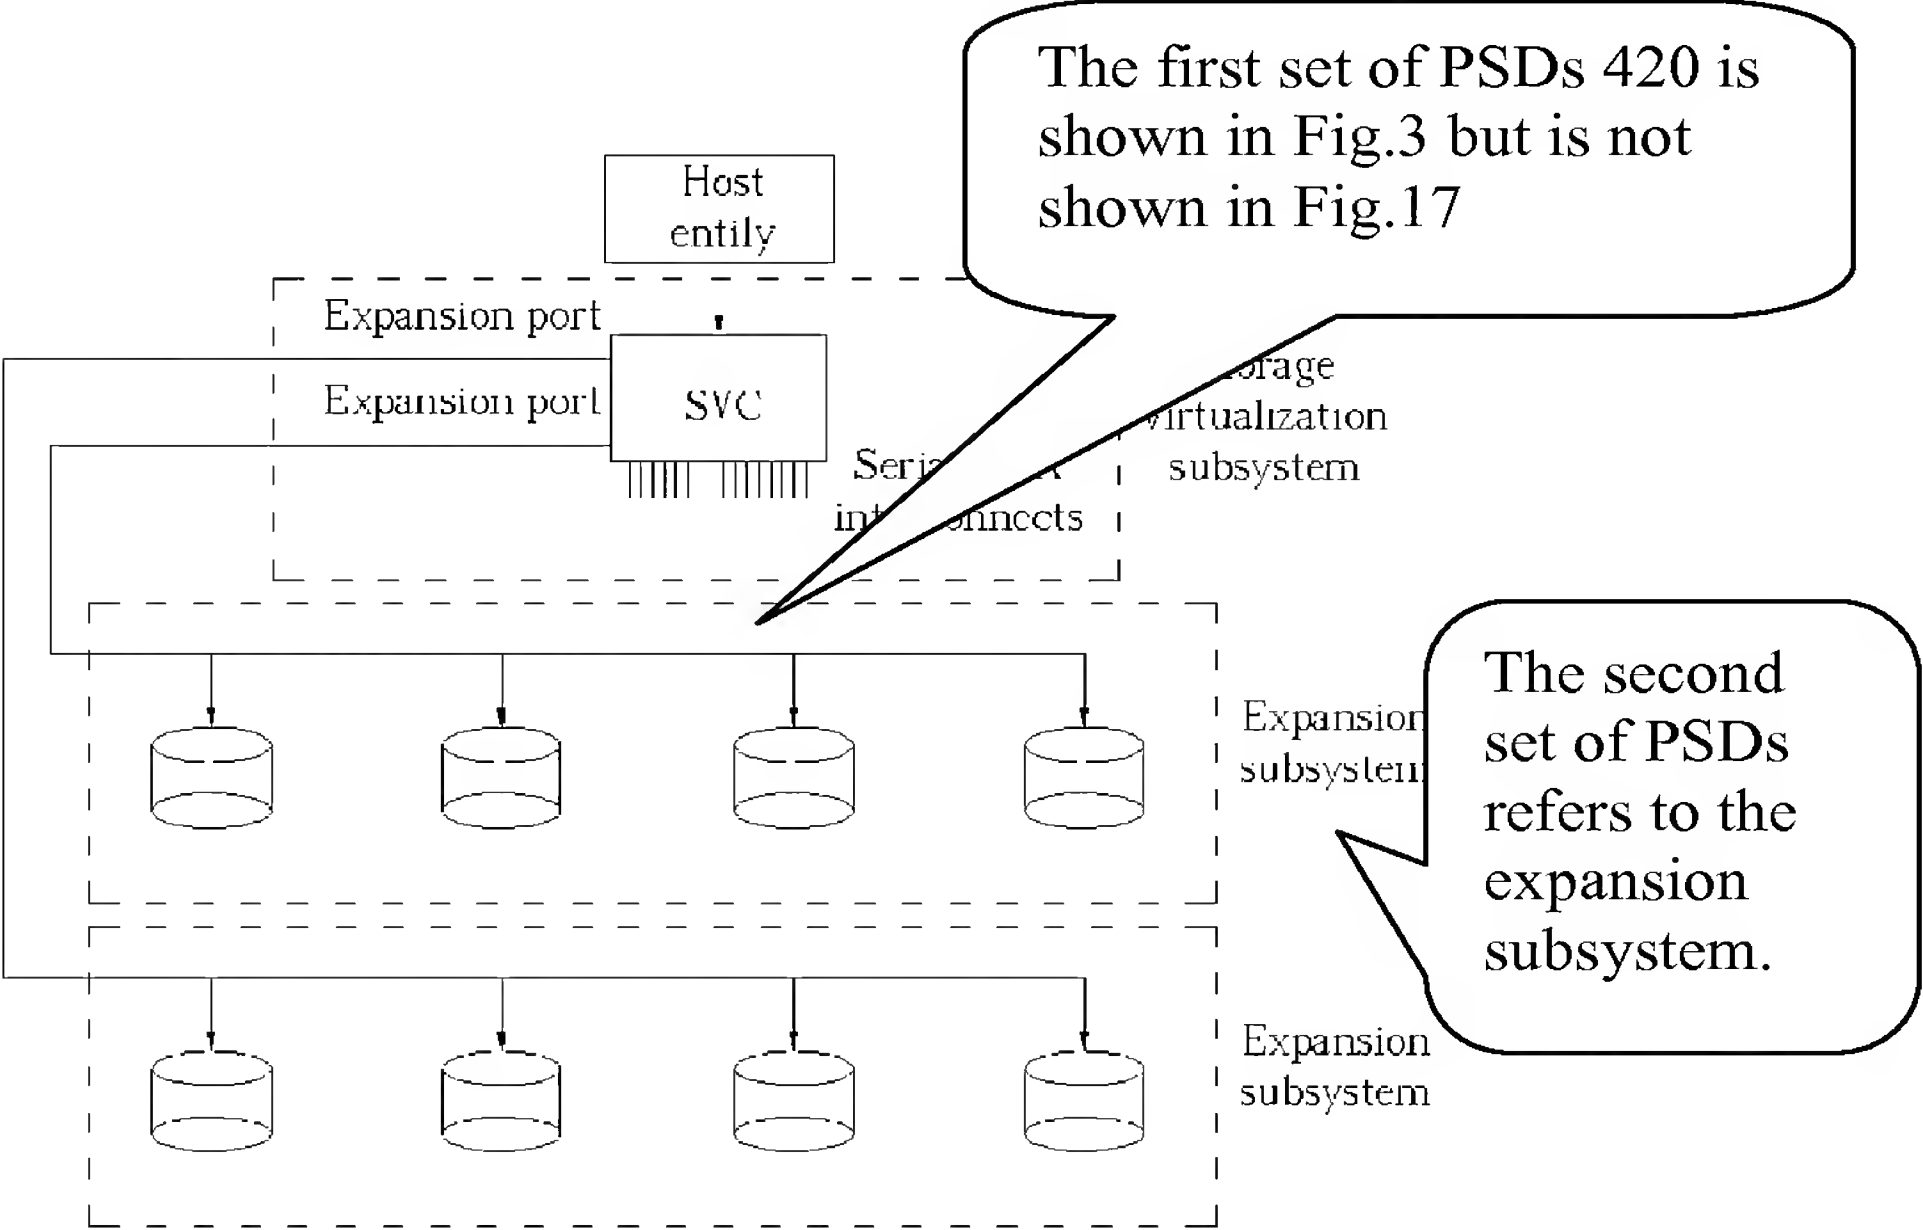 The first set of PSDs 420 is
shown in Fig.3 but is not
shown in Fig.17
Host
entily
Expansion port
Expansion port
SVC
virtualization
subsystem
Expansion
subsystem
The second
set of PSDs
refers to the
expansion
subsystem.
Expansion
subsystem